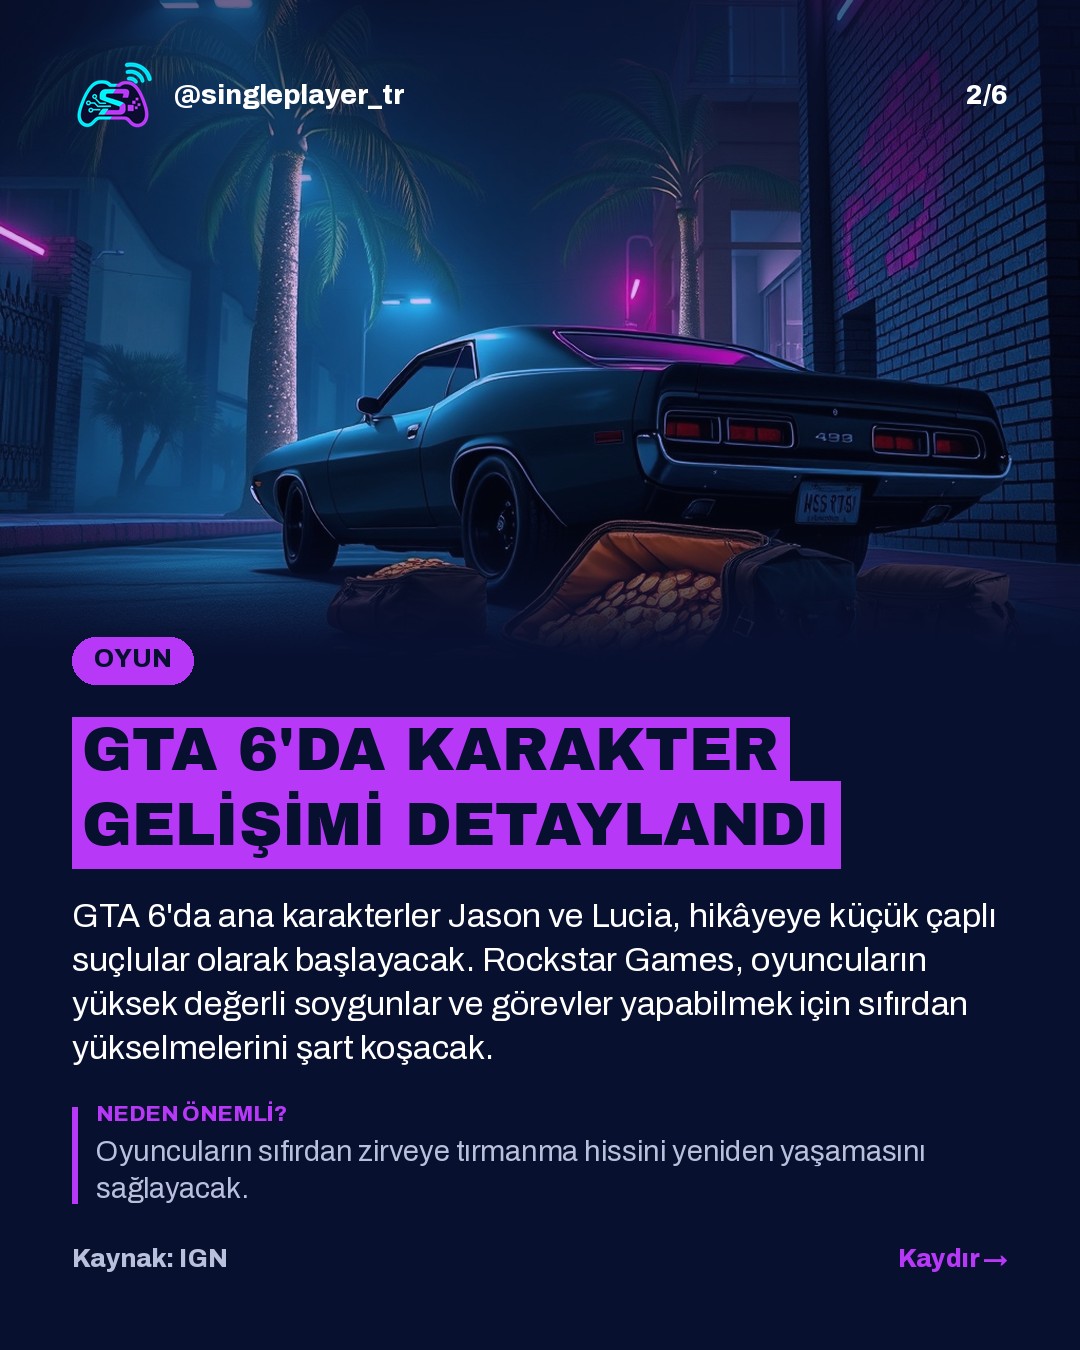 @singleplayer_tr
2/6
493
OYUN
GTA 6'DA KARAKTER
GELİŞİMİ DETAYLANDI
GTA 6'da ana karakterler Jason ve Lucia, hikâyeye küçük çaplı
suçlular olarak başlayacak. Rockstar Games, oyuncuların
yüksek değerli soygunlar ve görevler yapabilmek için sıfırdan
yükselmelerini şart koşacak.
NEDEN ÖNEMLİ?
Oyuncuların sıfırdan zirveye tırmanma hissini yeniden yaşamasını
sağlayacak.
Kaynak: IGN
Kaydır→